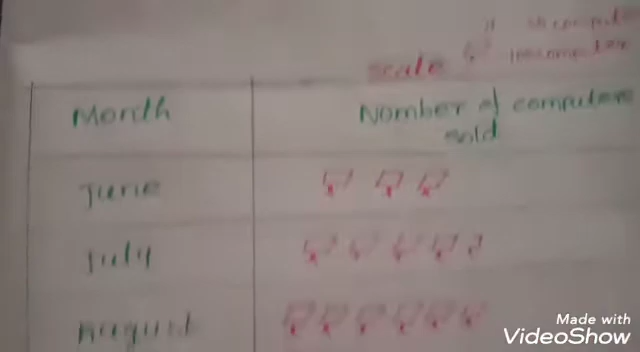 scale
Month
Number of computers
sold
June
July
August
Made with
VideoShow